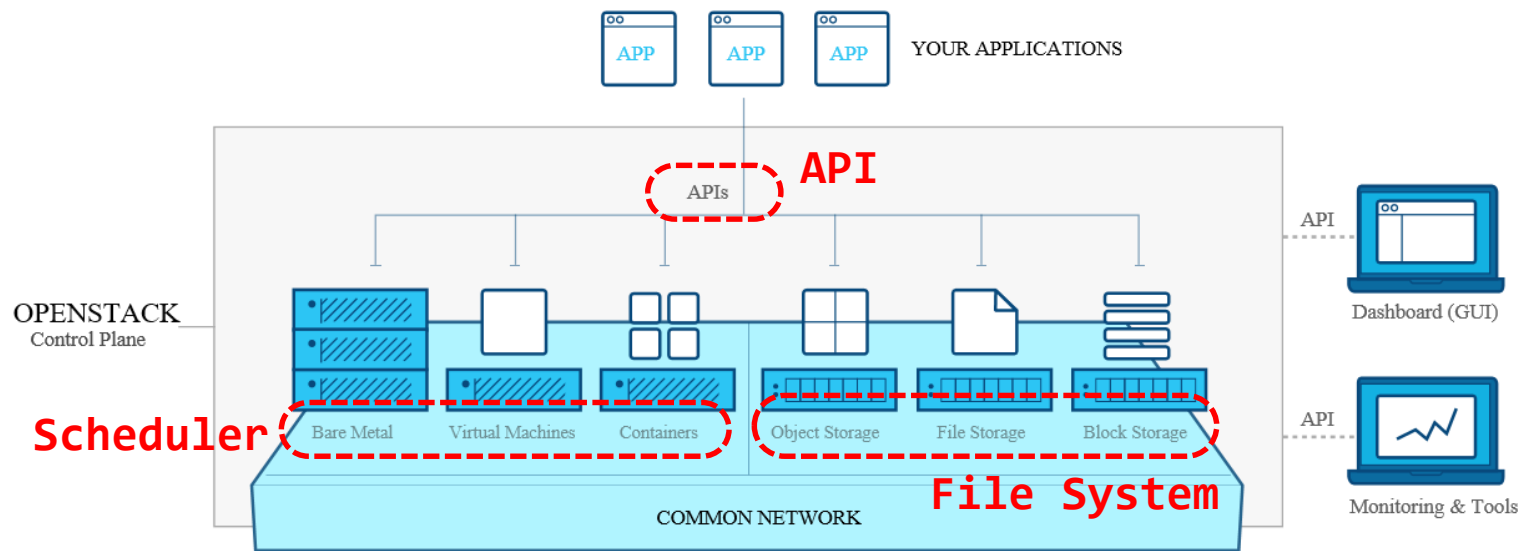 APP APP APP YOUR APPLICATIONS
API
APIs
API
OPENSTACK
Control Plane
Dashboard (GUI)
Scheduler
Bare Metal Virtual Machines Containers Object Storage File Storage Block Storage
API
File System
COMMON NETWORK
Monitoring & Tools